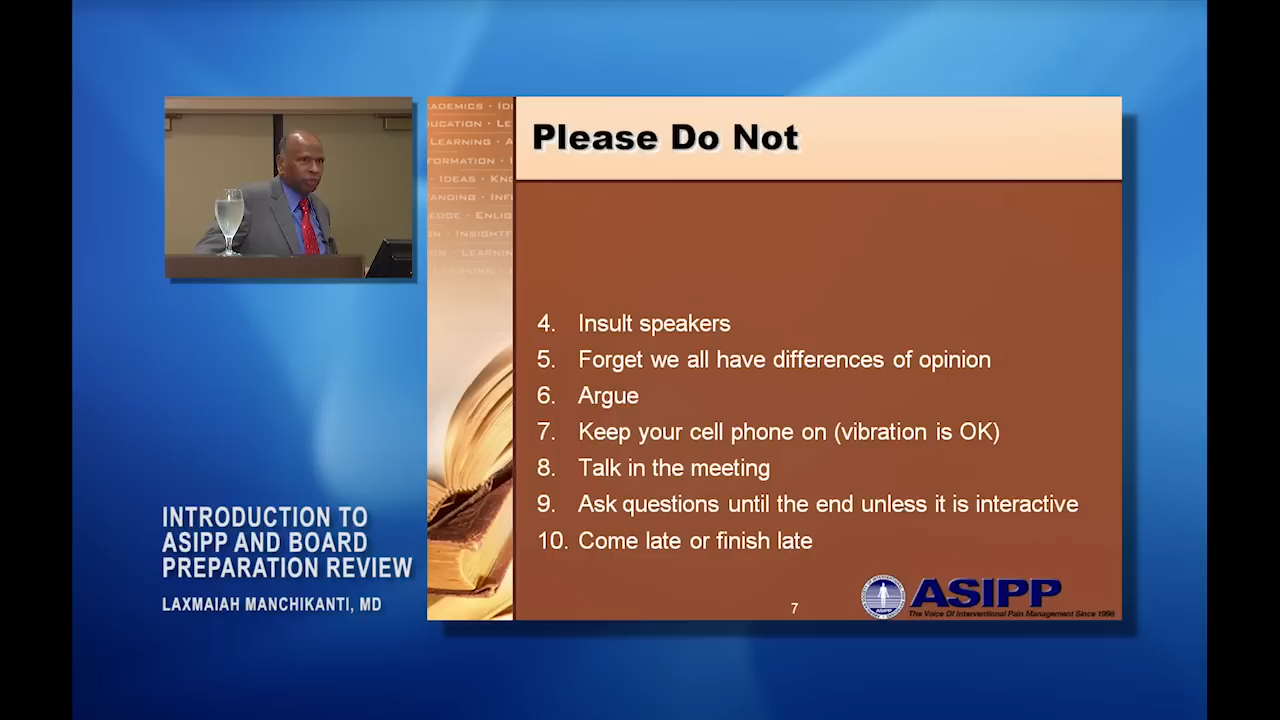 Please Do Not
4. Insult speakers
5. Forget we all have differences of opinion
6. Argue
7. Keep your cell phone on (vibration is OK)
8. Talk in the meeting
9. Ask questions until the end unless it is interactive
10. Come late or finish late
ASIPP
The Voice Of Interventional Pain Management Since 1998
7
INTRODUCTION TO
ASIPP AND BOARD
PREPARATION REVIEW
LAXMAIAH MANCHIKANTI, MD